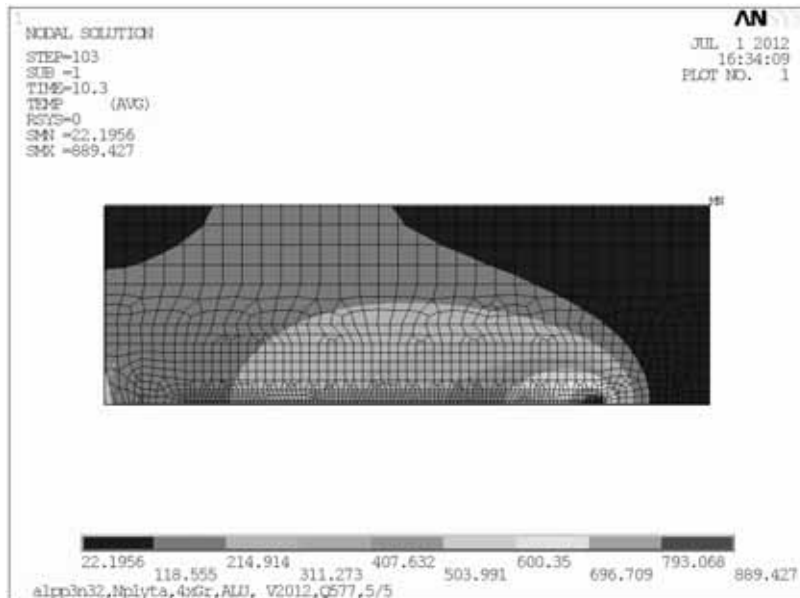 1
NODAL SOLUTION
STEP=103
SUB =1
TIME=10.3
TEMP (AVG)
RSYS=0
SMN =22.1956
SMX =889.427
ΛN
JUL 1 2012
16:34:09
PLOT NO. 1
MN
22.1956 118.555 214.914 311.273 407.632 503.991 600.35 696.709 793.068 889.427
alpp3n32,Nplyta,4xGr,ALU, V2012,Q577,5/5